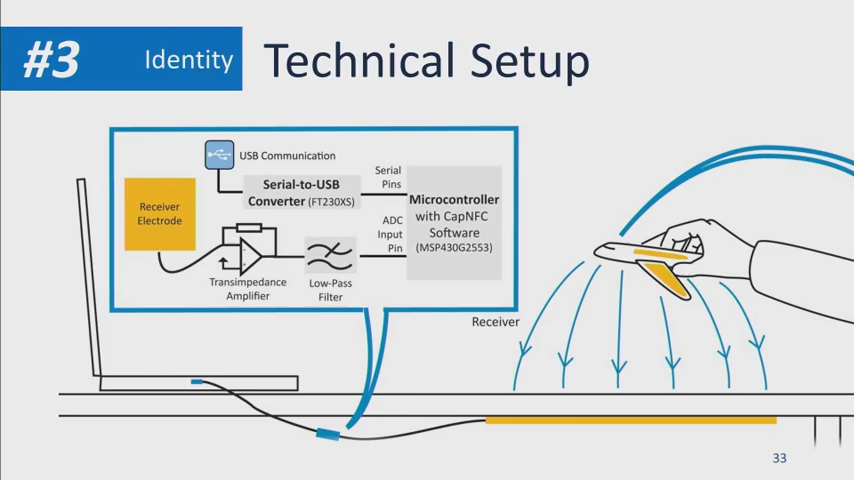 #3 Identity Technical Setup
USB Communication
Receiver
Electrode
Serial-to-USB
Converter (FT230XS)
Serial
Pins
ADC
Input
Pin
Microcontroller
with CapNFC
Software
(MSP430G2553)
Transimpedance
Amplifier
Low-Pass
Filter
Receiver
33